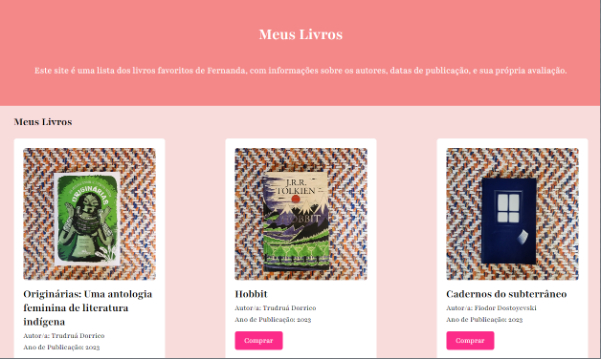 Meus Livros
Este site é uma lista dos livros favoritos de Fernanda, com informações sobre os autores, datas de publicação, e sua própria avaliação.
Meus Livros
ORIGINÁRIAS
J.R.R.
TOLKIEN
HOBBIT
Originárias: Uma antologia
feminina de literatura
indígena
Autor/a: Trudruá Dorrico
Ano de Publicação: 2023
Hobbit
Autor/a: Trudruá Dorrico
Ano de Publicação: 2023
Comprar
Cadernos do subterrâneo
Autor/a: Fiodor Dostoyevski
Ano de Publicação: 2023
Comprar